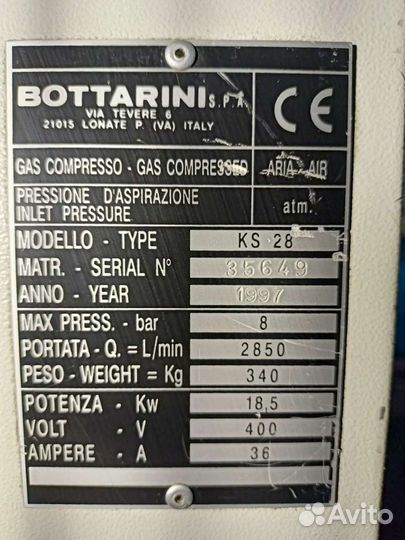 BOTTARINI S.P.A.
VIA TEVERE 6
21015 LONATE P. (VA) ITALY
CE
GAS COMPRESSO - GAS COMPRESSED ARIA - AIR
PRESSIONE D'ASPIRAZIONE
INLET PRESSURE atm.
MODELLO - TYPE KS 28
MATR. - SERIAL N° 35649
ANNO - YEAR 1997
MAX PRESS. - bar 8
PORTATA - Q. = L/min 2850
PESO - WEIGHT = Kg 340
POTENZA - Kw 18,5
VOLT - V 400
AMPERE - A 36
Avito